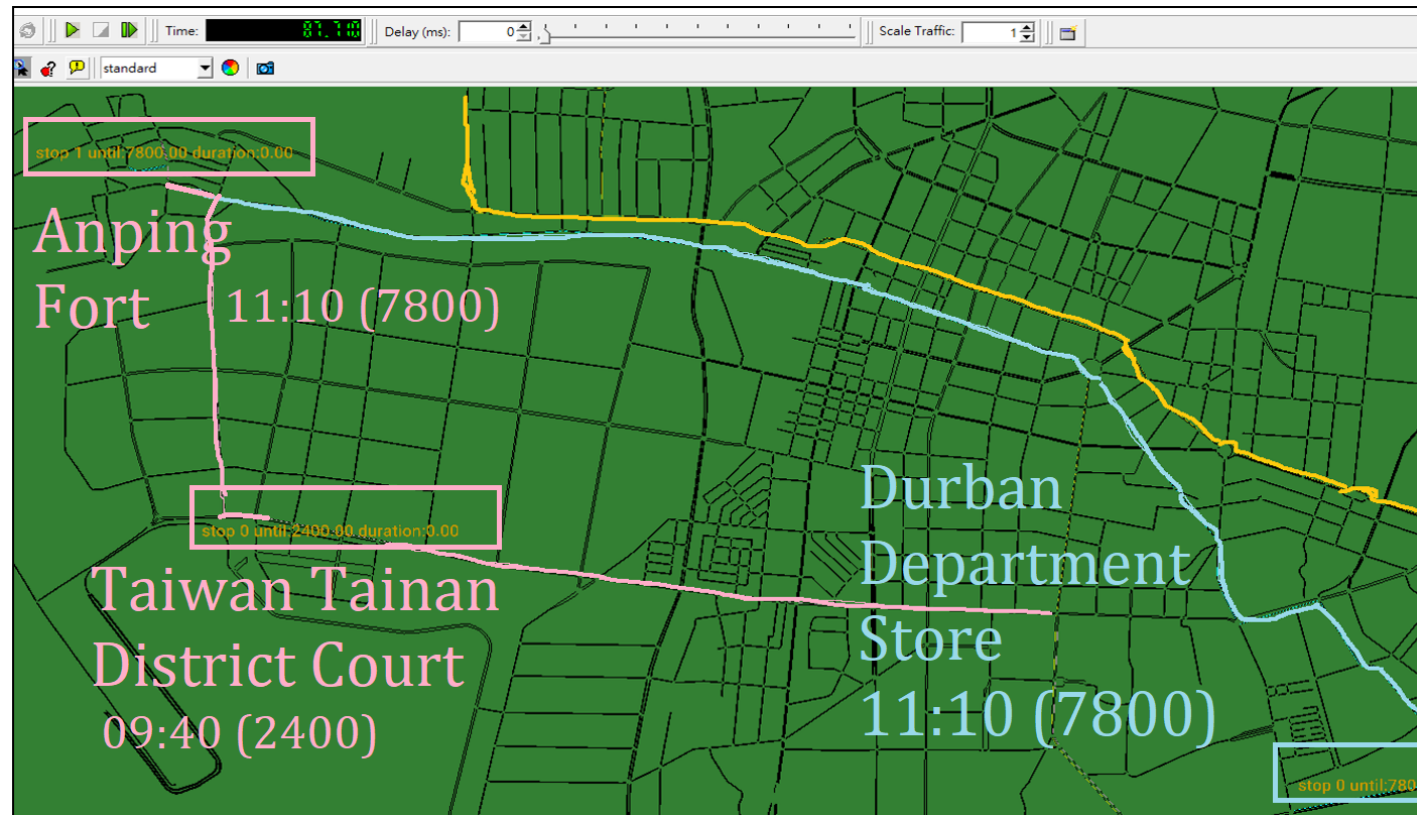 Time:
87.710
Delay (ms):
0
Scale Traffic:
1
standard
stop 1 until:7800.00 duration:0.00
Anping
Fort
11:10 (7800)
stop 0 until:2400.00 duration:0.00
Taiwan Tainan
District Court
09:40 (2400)
Durban
Department
Store
11:10 (7800)
stop 0 until:780